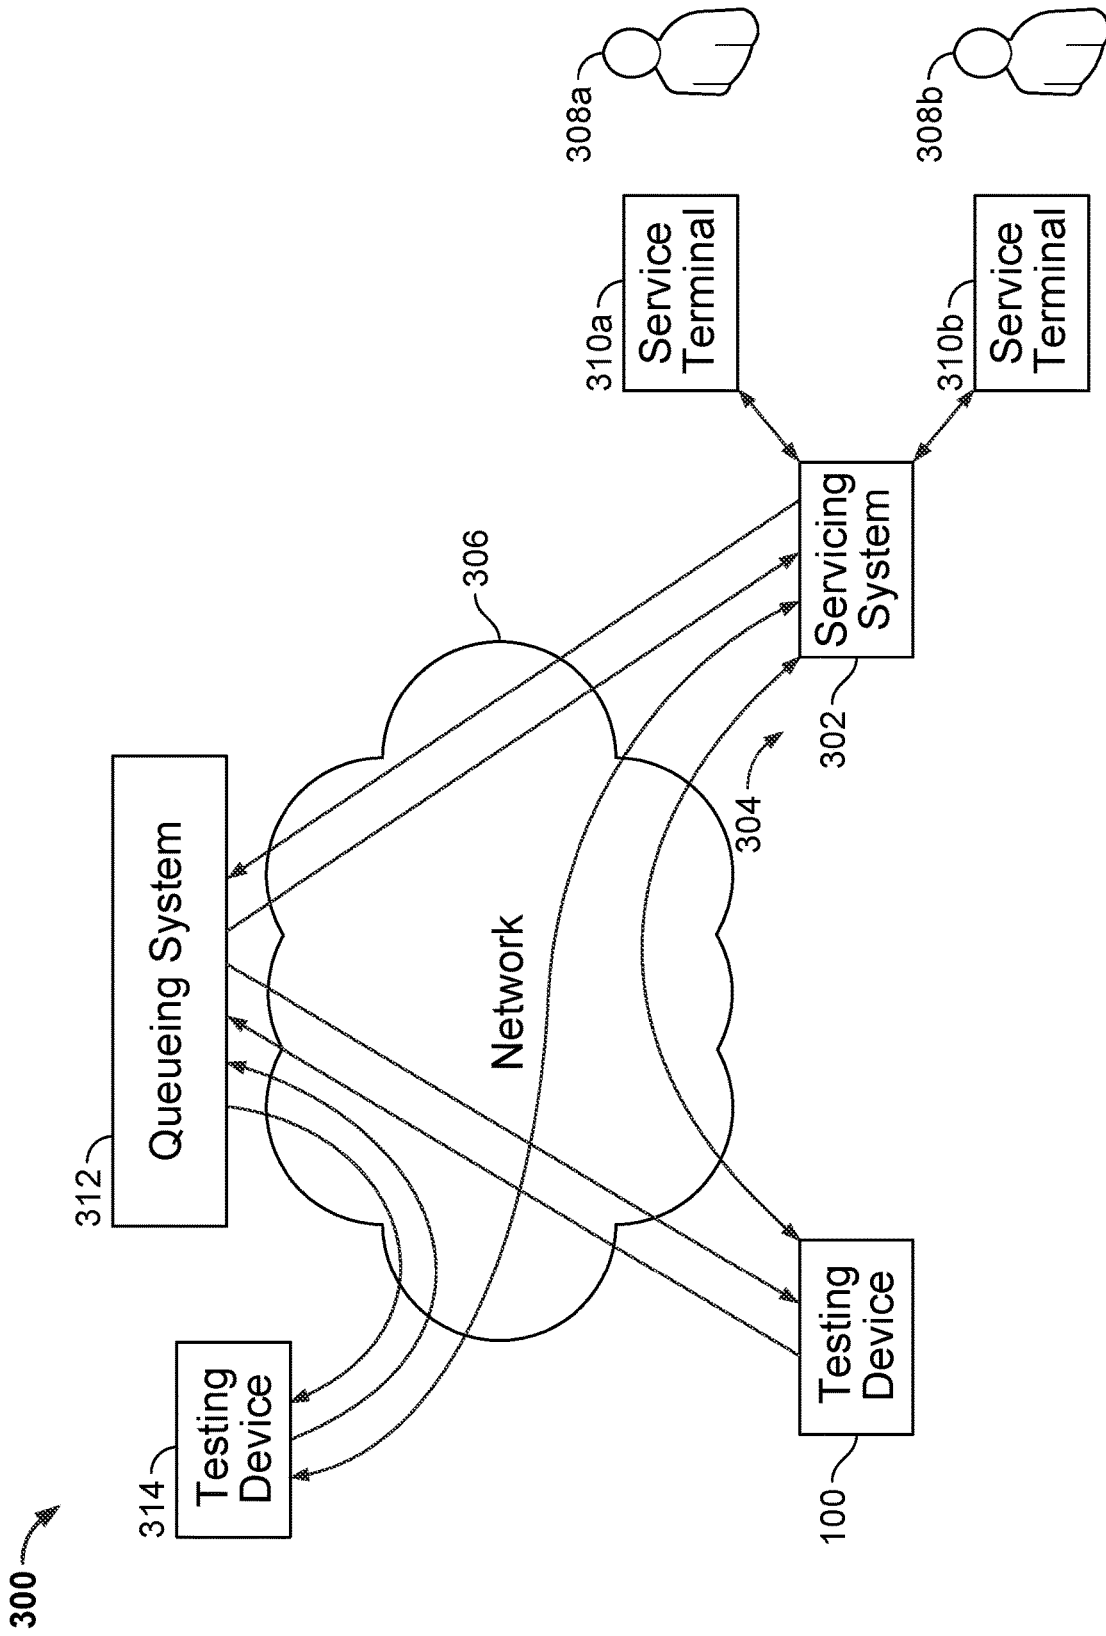 300
314
Testing
Device
312
Queueing System
306
Network
100
Testing
Device
304
302
Servicing
System
310a
Service
Terminal
308a
310b
Service
Terminal
308b